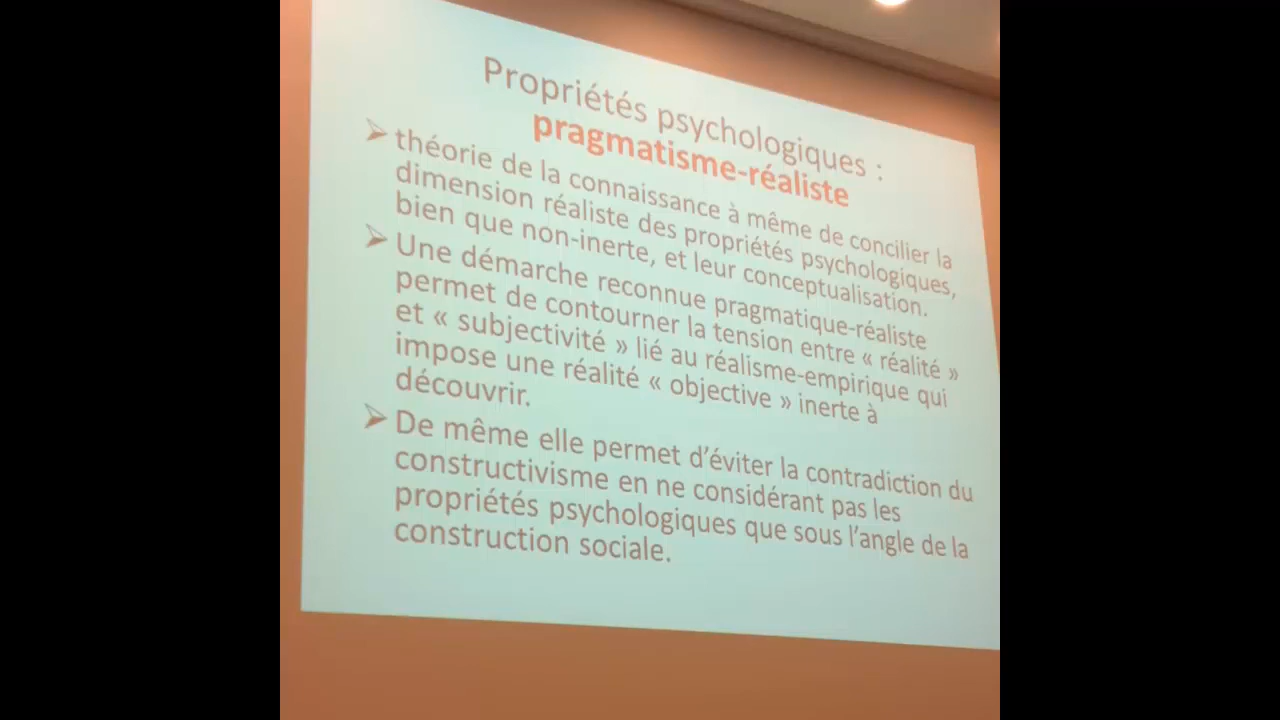 Propriétés psychologiques :
pragmatisme-réaliste
➢ théorie de la connaissance à même de concilier la
dimension réaliste des propriétés psychologiques,
bien que non-inerte, et leur conceptualisation.
➢ Une démarche reconnue pragmatique-réaliste
permet de contourner la tension entre « réalité »
et « subjectivité » lié au réalisme-empirique qui
impose une réalité « objective » inerte à
découvrir.
➢ De même elle permet d'éviter la contradiction du
constructivisme en ne considérant pas les
propriétés psychologiques que sous l'angle de la
construction sociale.